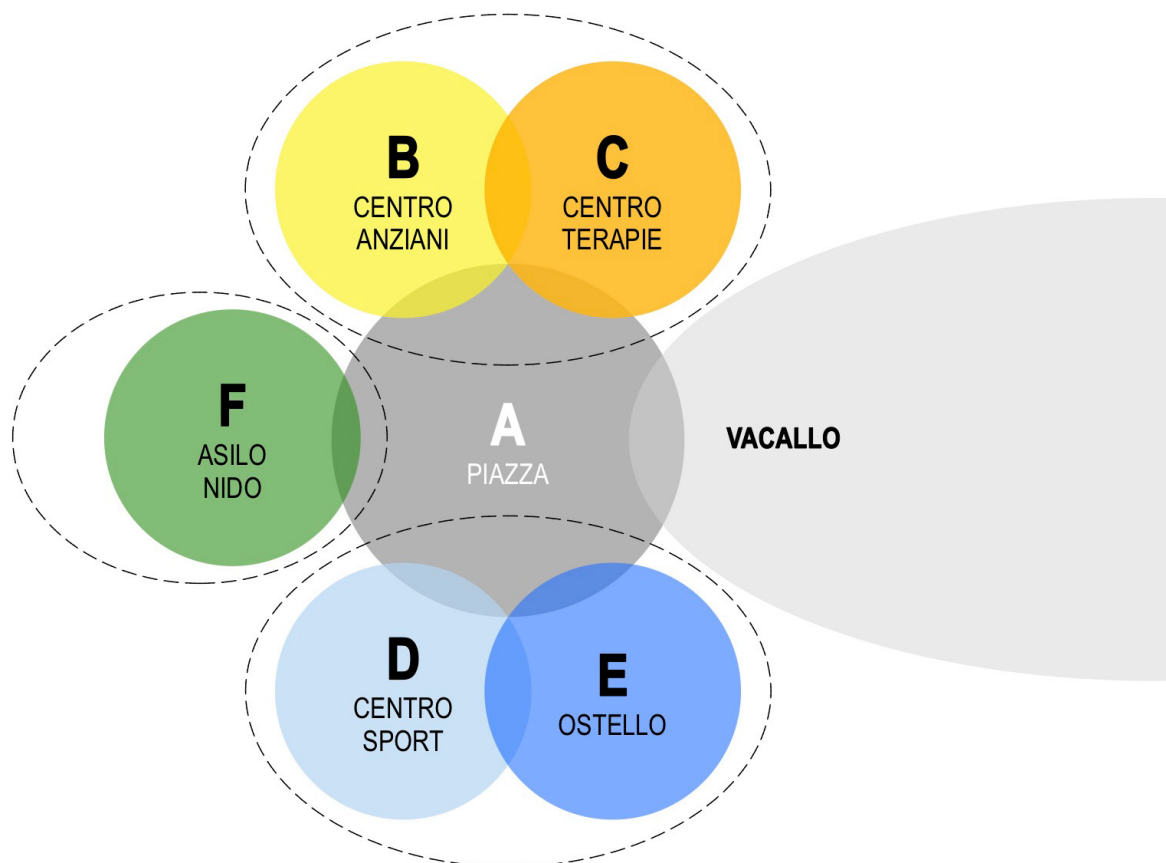 B
CENTRO
ANZIANI
C
CENTRO
TERAPIE
F
ASILO
NIDO
A
PIAZZA
VACALLO
D
CENTRO
SPORT
E
OSTELLO